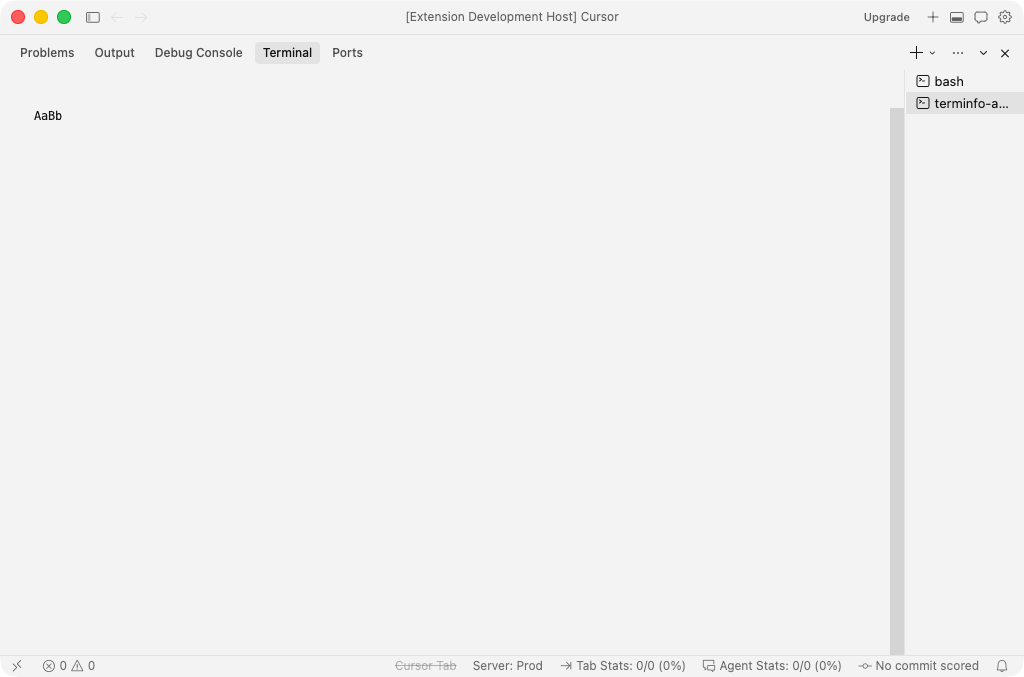 [Extension Development Host] Cursor
Upgrade
Problems Output Debug Console Terminal Ports
bash
terminfo-a...
AaBb
0 0 Cursor Tab Server: Prod Tab Stats: 0/0 (0%) Agent Stats: 0/0 (0%) No commit scored